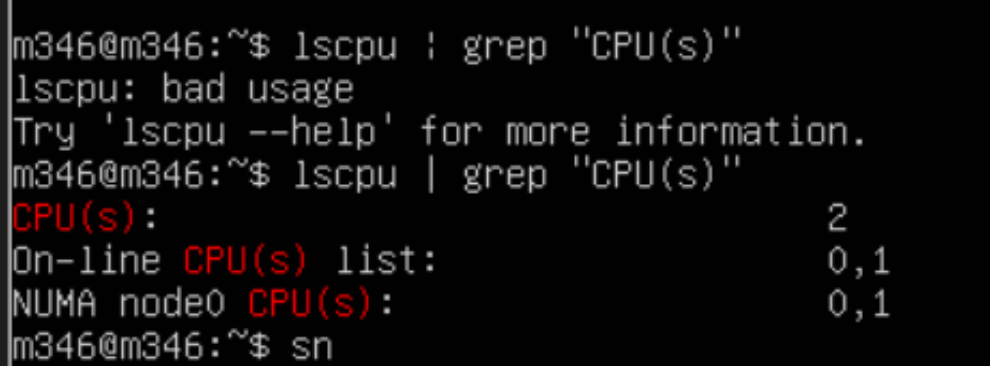 m346@m346:~$ lscpu ¦ grep "CPU(s)"
lscpu: bad usage
Try 'lscpu --help' for more information.
m346@m346:~$ lscpu | grep "CPU(s)"
CPU(s): 2
On-line CPU(s) list: 0,1
NUMA node0 CPU(s): 0,1
m346@m346:~$ sn